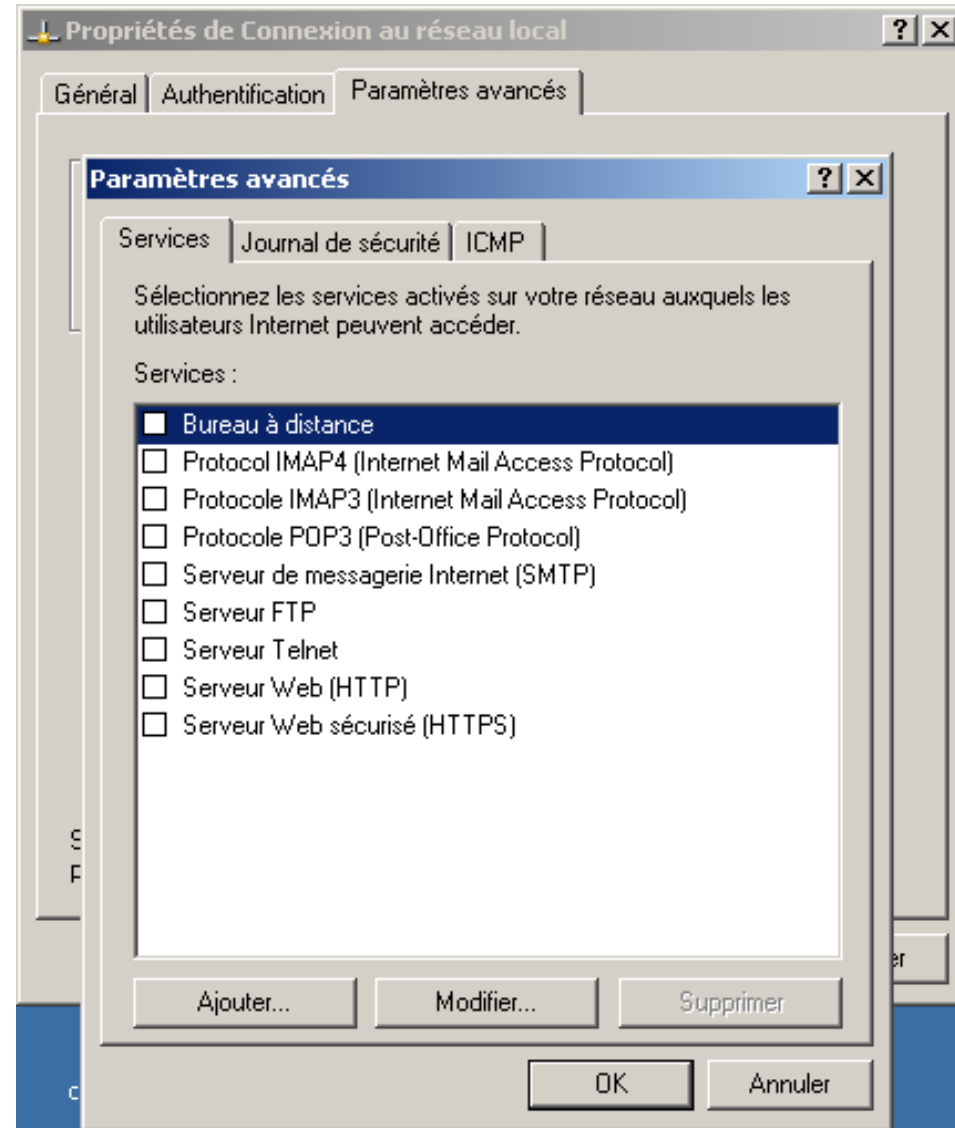 Propriétés de Connexion au réseau local
Général Authentification Paramètres avancés
Paramètres avancés
Services Journal de sécurité ICMP
Sélectionnez les services activés sur votre réseau auxquels les
utilisateurs Internet peuvent accéder.
Services :
Bureau à distance
Protocol IMAP4 (Internet Mail Access Protocol)
Protocole IMAP3 (Internet Mail Access Protocol)
Protocole POP3 (Post-Office Protocol)
Serveur de messagerie Internet (SMTP)
Serveur FTP
Serveur Telnet
Serveur Web (HTTP)
Serveur Web sécurisé (HTTPS)
Ajouter... Modifier... Supprimer
OK Annuler